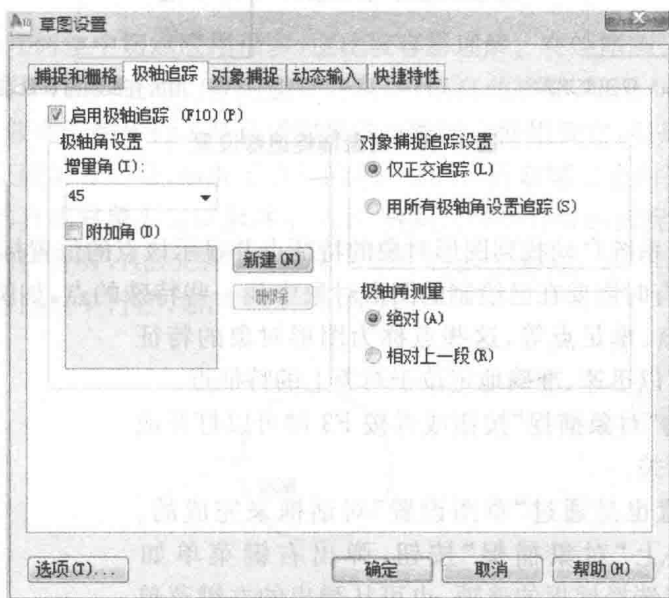 草图设置
捕捉和栅格 极轴追踪 对象捕捉 动态输入 快捷特性
启用极轴追踪 (F10)(P)
极轴角设置
增量角(I):
45
附加角(D)
新建(N)
删除
对象捕捉追踪设置
仅正交追踪(L)
用所有极轴角设置追踪(S)
极轴角测量
绝对(A)
相对上一段(R)
选项(T)... 确定 取消 帮助(H)